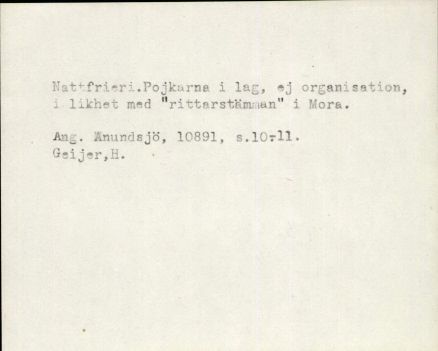 Nattfrieri.Pojkarna i lag, ej organisation,
i likhet med "rittarstämman" i Mora.
Ang. Anundsjö, 10891, s.10-11.
Geijer,H.